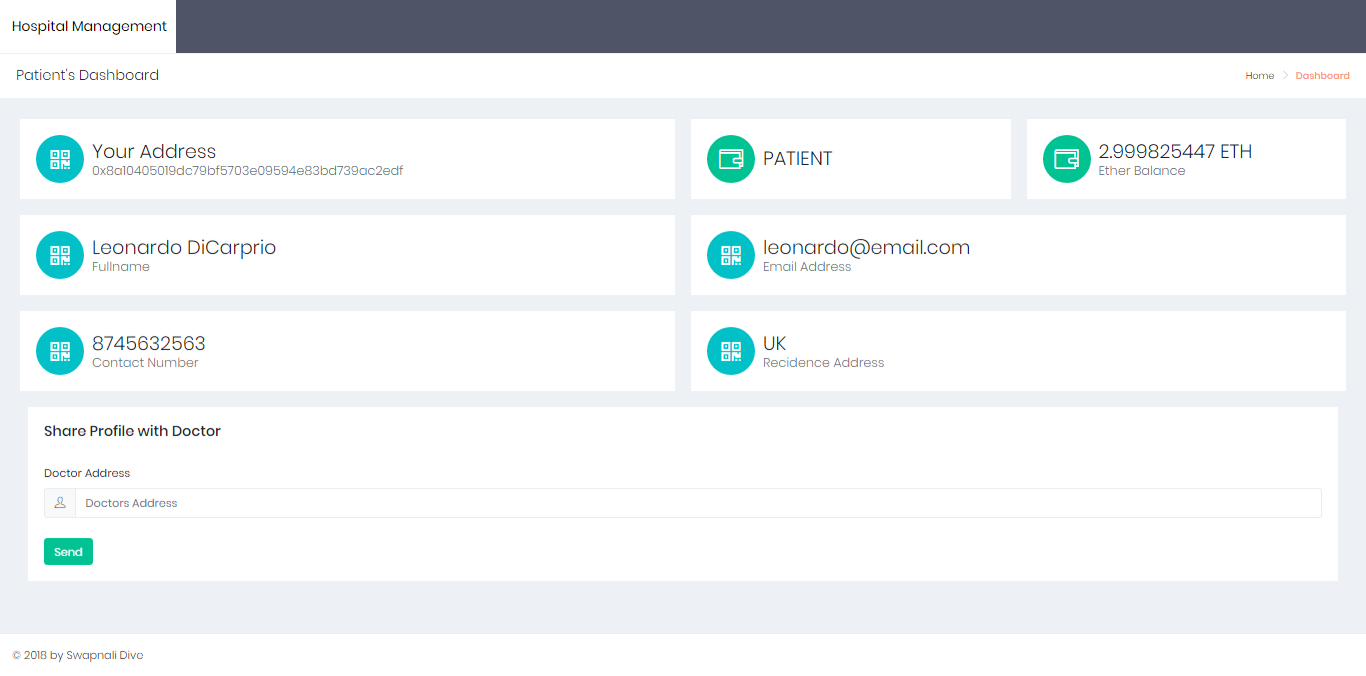 Hospital Management
Patient's Dashboard
Home
Dashboard
Your Address
0x8a10405019dc79bf5703e09594e83bd739ac2edf
PATIENT
2.999825447 ETH
Ether Balance
Leonardo DiCarprio
Fullname
leonardo@email.com
Email Address
8745632563
Contact Number
UK
Recidence Address
Share Profile with Doctor
Doctor Address
Doctors Address
Send
© 2018 by Swapnali Dive